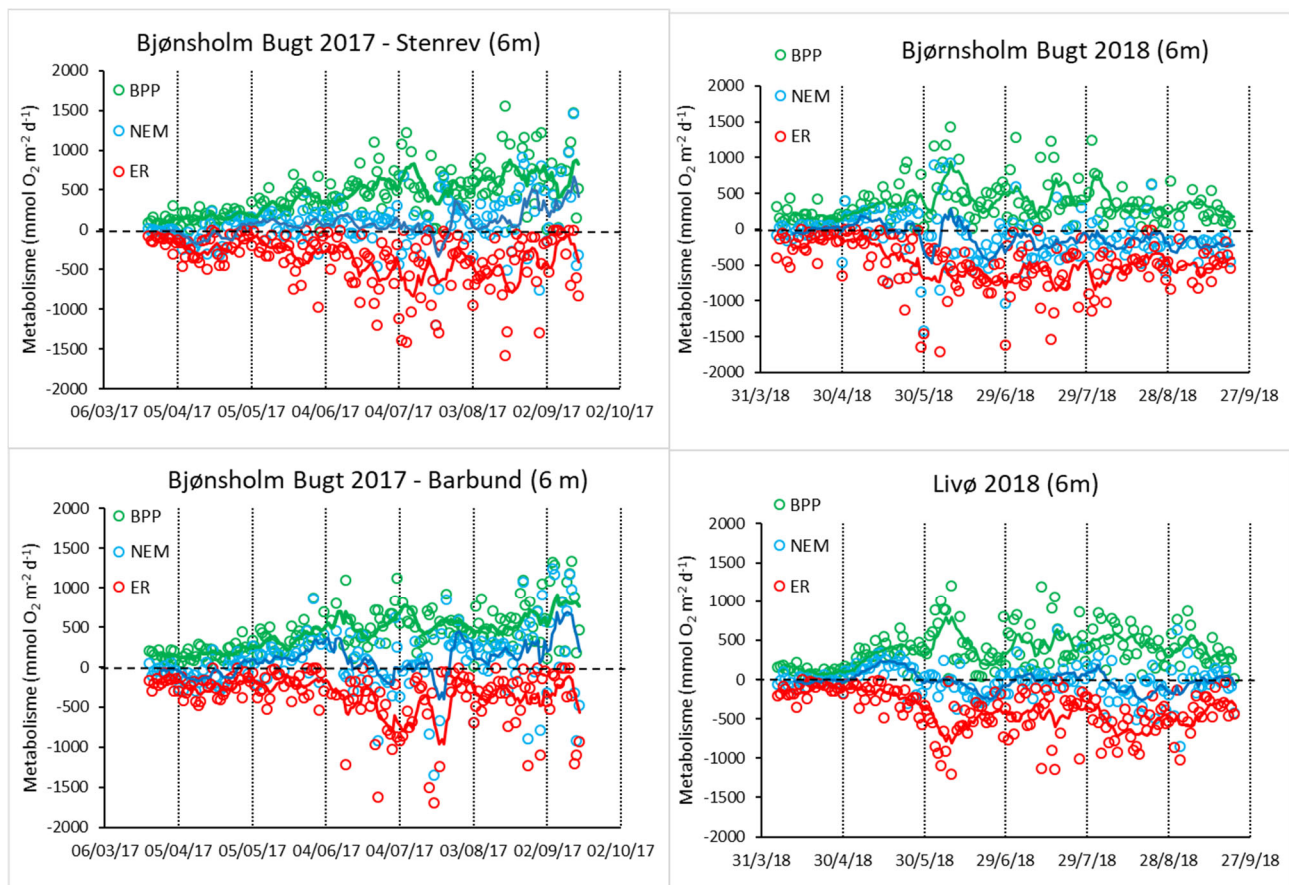 Bjønsholm Bugt 2017 - Stenrev (6m)
Metabolisme (mmol O₂ m⁻² d⁻¹)
2000
1500
1000
500
0
-500
-1000
-1500
-2000
BPP
NEM
ER
06/03/17 05/04/17 05/05/17 04/06/17 04/07/17 03/08/17 02/09/17 02/10/17
Bjørnsholm Bugt 2018 (6m)
Metabolisme (mmol O₂ m⁻² d⁻¹)
2000
1500
1000
500
0
-500
-1000
-1500
-2000
BPP
NEM
ER
31/3/18 30/4/18 30/5/18 29/6/18 29/7/18 28/8/18 27/9/18
Bjønsholm Bugt 2017 - Barbund (6 m)
Metabolisme (mmol O₂ m⁻² d⁻¹)
2000
1500
1000
500
0
-500
-1000
-1500
-2000
BPP
NEM
ER
06/03/17 05/04/17 05/05/17 04/06/17 04/07/17 03/08/17 02/09/17 02/10/17
Livø 2018 (6m)
Metabolisme (mmol O₂ m⁻² d⁻¹)
2000
1500
1000
500
0
-500
-1000
-1500
-2000
BPP
NEM
ER
31/3/18 30/4/18 30/5/18 29/6/18 29/7/18 28/8/18 27/9/18